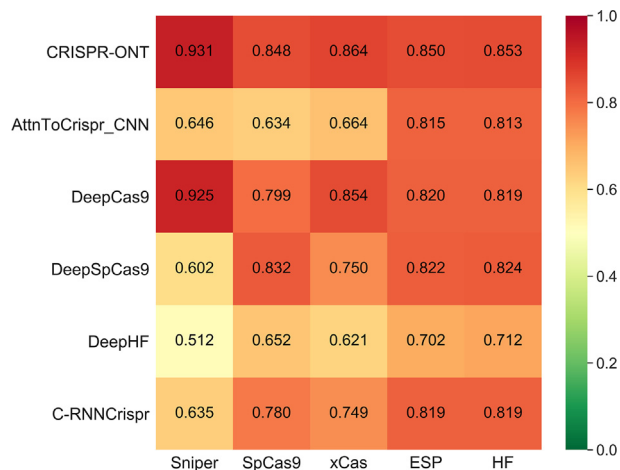 CRISPR-ONT 0.931 0.848 0.864 0.850 0.853
AttnToCrispr_CNN 0.646 0.634 0.664 0.815 0.813
DeepCas9 0.925 0.799 0.854 0.820 0.819
DeepSpCas9 0.602 0.832 0.750 0.822 0.824
DeepHF 0.512 0.652 0.621 0.702 0.712
C-RNNCrispr 0.635 0.780 0.749 0.819 0.819
Sniper SpCas9 xCas ESP HF
1.0
0.8
0.6
0.4
0.2
0.0